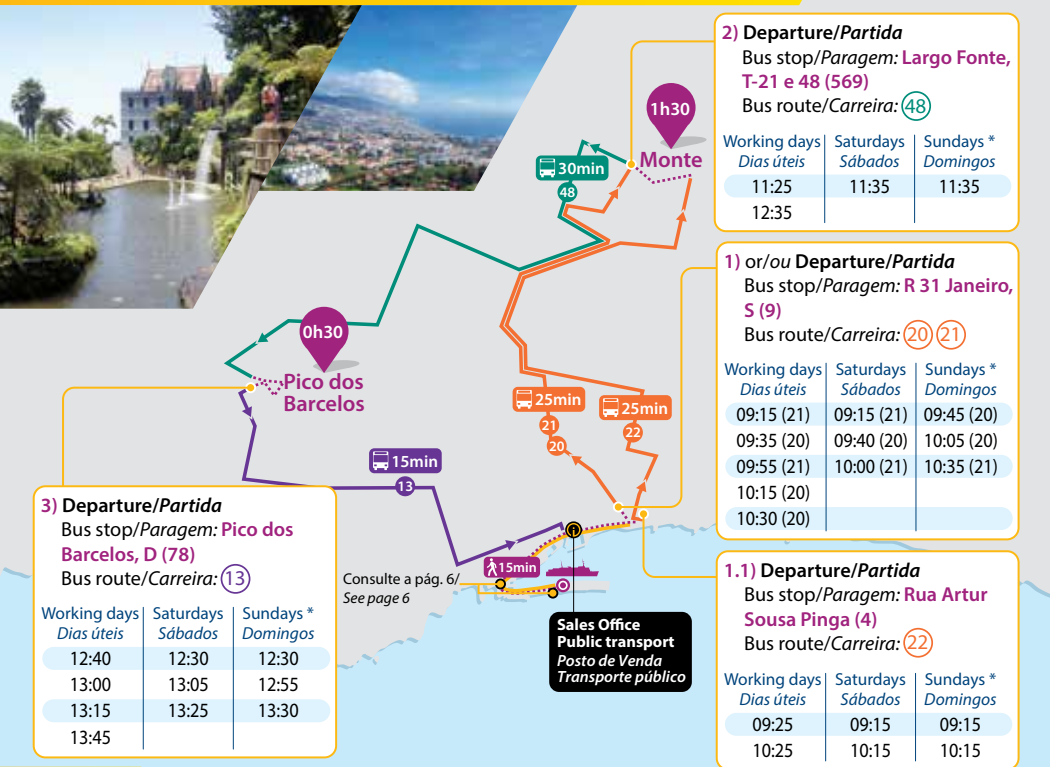 2) Departure/Partida
Bus stop/Paragem: Largo Fonte,
T-21 e 48 (569)
Bus route/Carreira: 48
Working days Saturdays Sundays *
Dias úteis Sábados Domingos
11:25 11:35 11:35
12:35
1h30
Monte
30min
48
1) or/ou Departure/Partida
Bus stop/Paragem: R 31 Janeiro,
S (9)
Bus route/Carreira: 20 21
Working days Saturdays Sundays *
Dias úteis Sábados Domingos
09:15 (21) 09:15 (21) 09:45 (20)
09:35 (20) 09:40 (20) 10:05 (20)
09:55 (21) 10:00 (21) 10:35 (21)
10:15 (20)
10:30 (20)
0h30
Pico dos
Barcelos
25min
21
20
25min
22
15min
13
3) Departure/Partida
Bus stop/Paragem: Pico dos
Barcelos, D (78)
Bus route/Carreira: 13
Working days Saturdays Sundays *
Dias úteis Sábados Domingos
12:40 12:30 12:30
13:00 13:05 12:55
13:15 13:25 13:30
13:45
Consulte a pág. 6/
See page 6
15min
i
Sales Office
Public transport
Posto de Venda
Transporte público
1.1) Departure/Partida
Bus stop/Paragem: Rua Artur
Sousa Pinga (4)
Bus route/Carreira: 22
Working days Saturdays Sundays *
Dias úteis Sábados Domingos
09:25 09:15 09:15
10:25 10:15 10:15